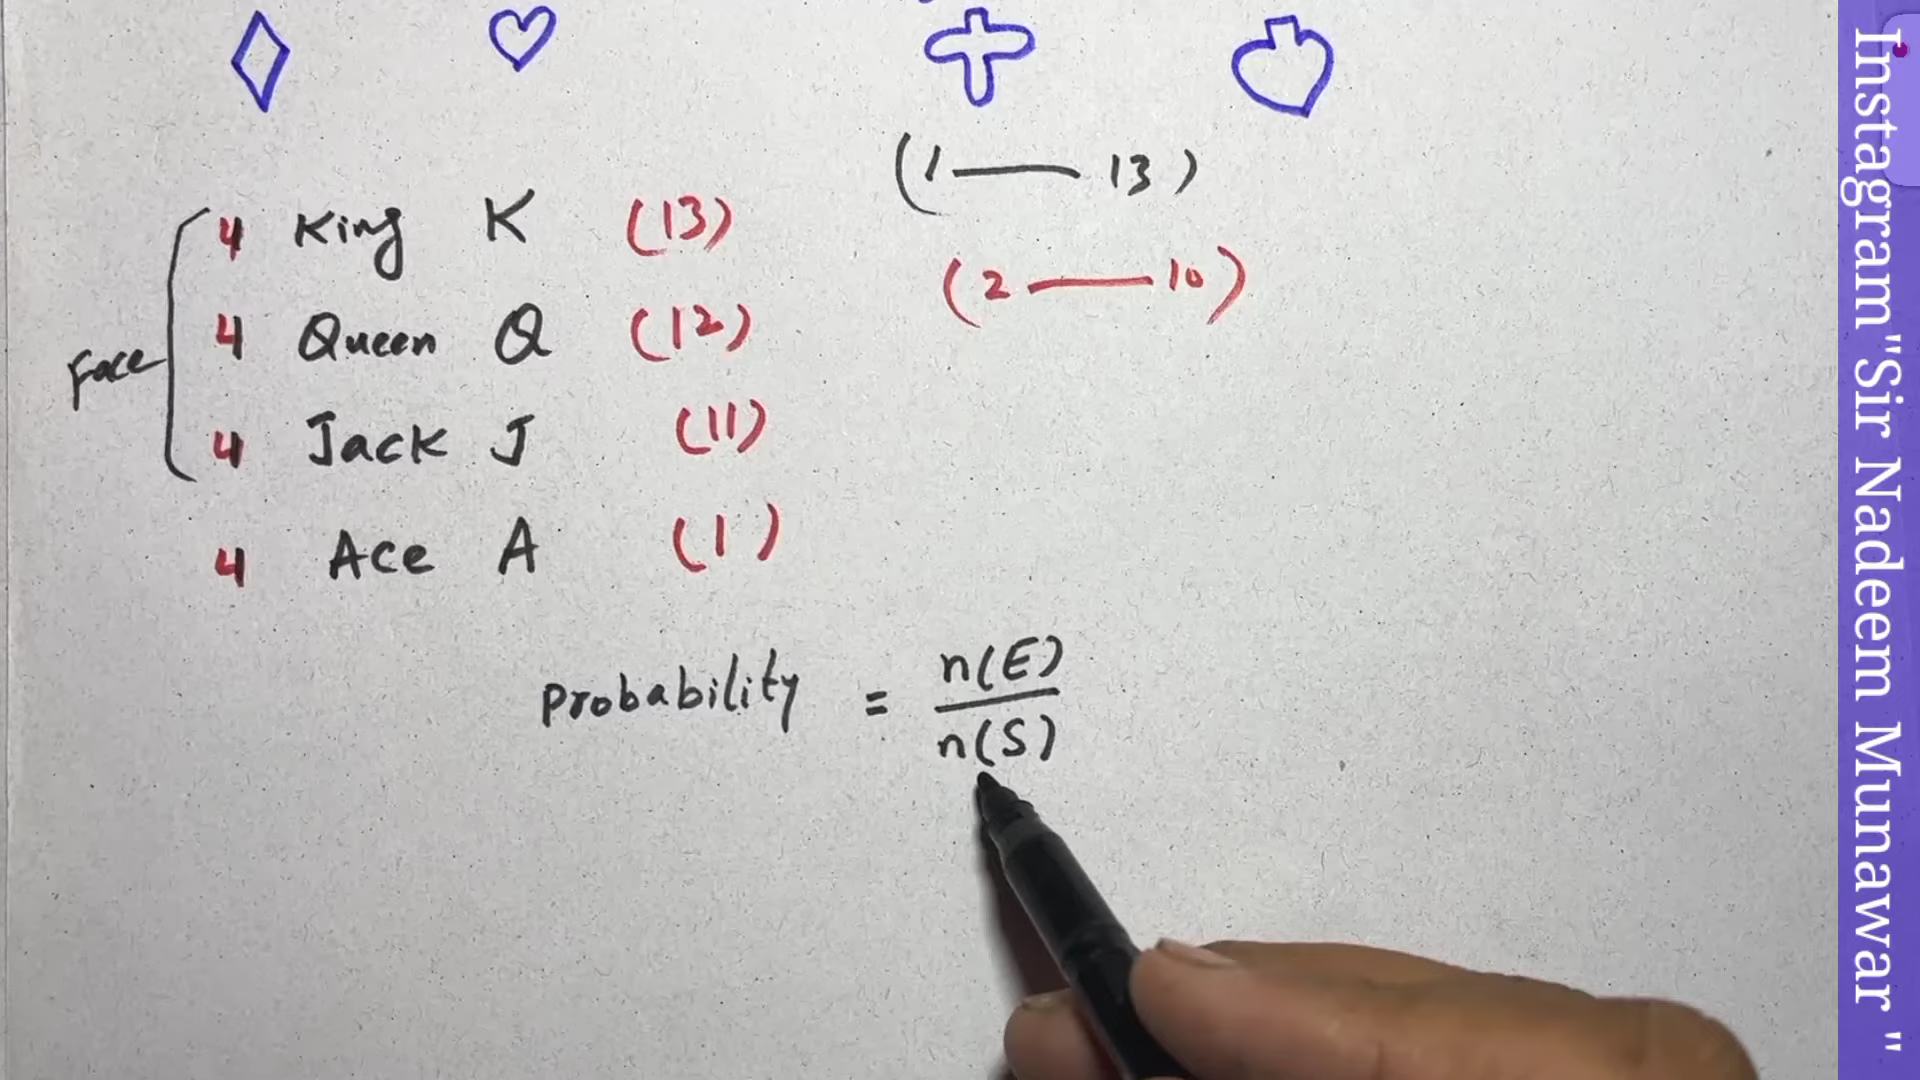 (1 — 13)
4 King K (13)
(2 — 10)
4 Queen Q (12)
Face
4 Jack J (11)
4 Ace A (1)
Probability = n(E)
n(S)
Instagram"Sir Nadeem Munawar "